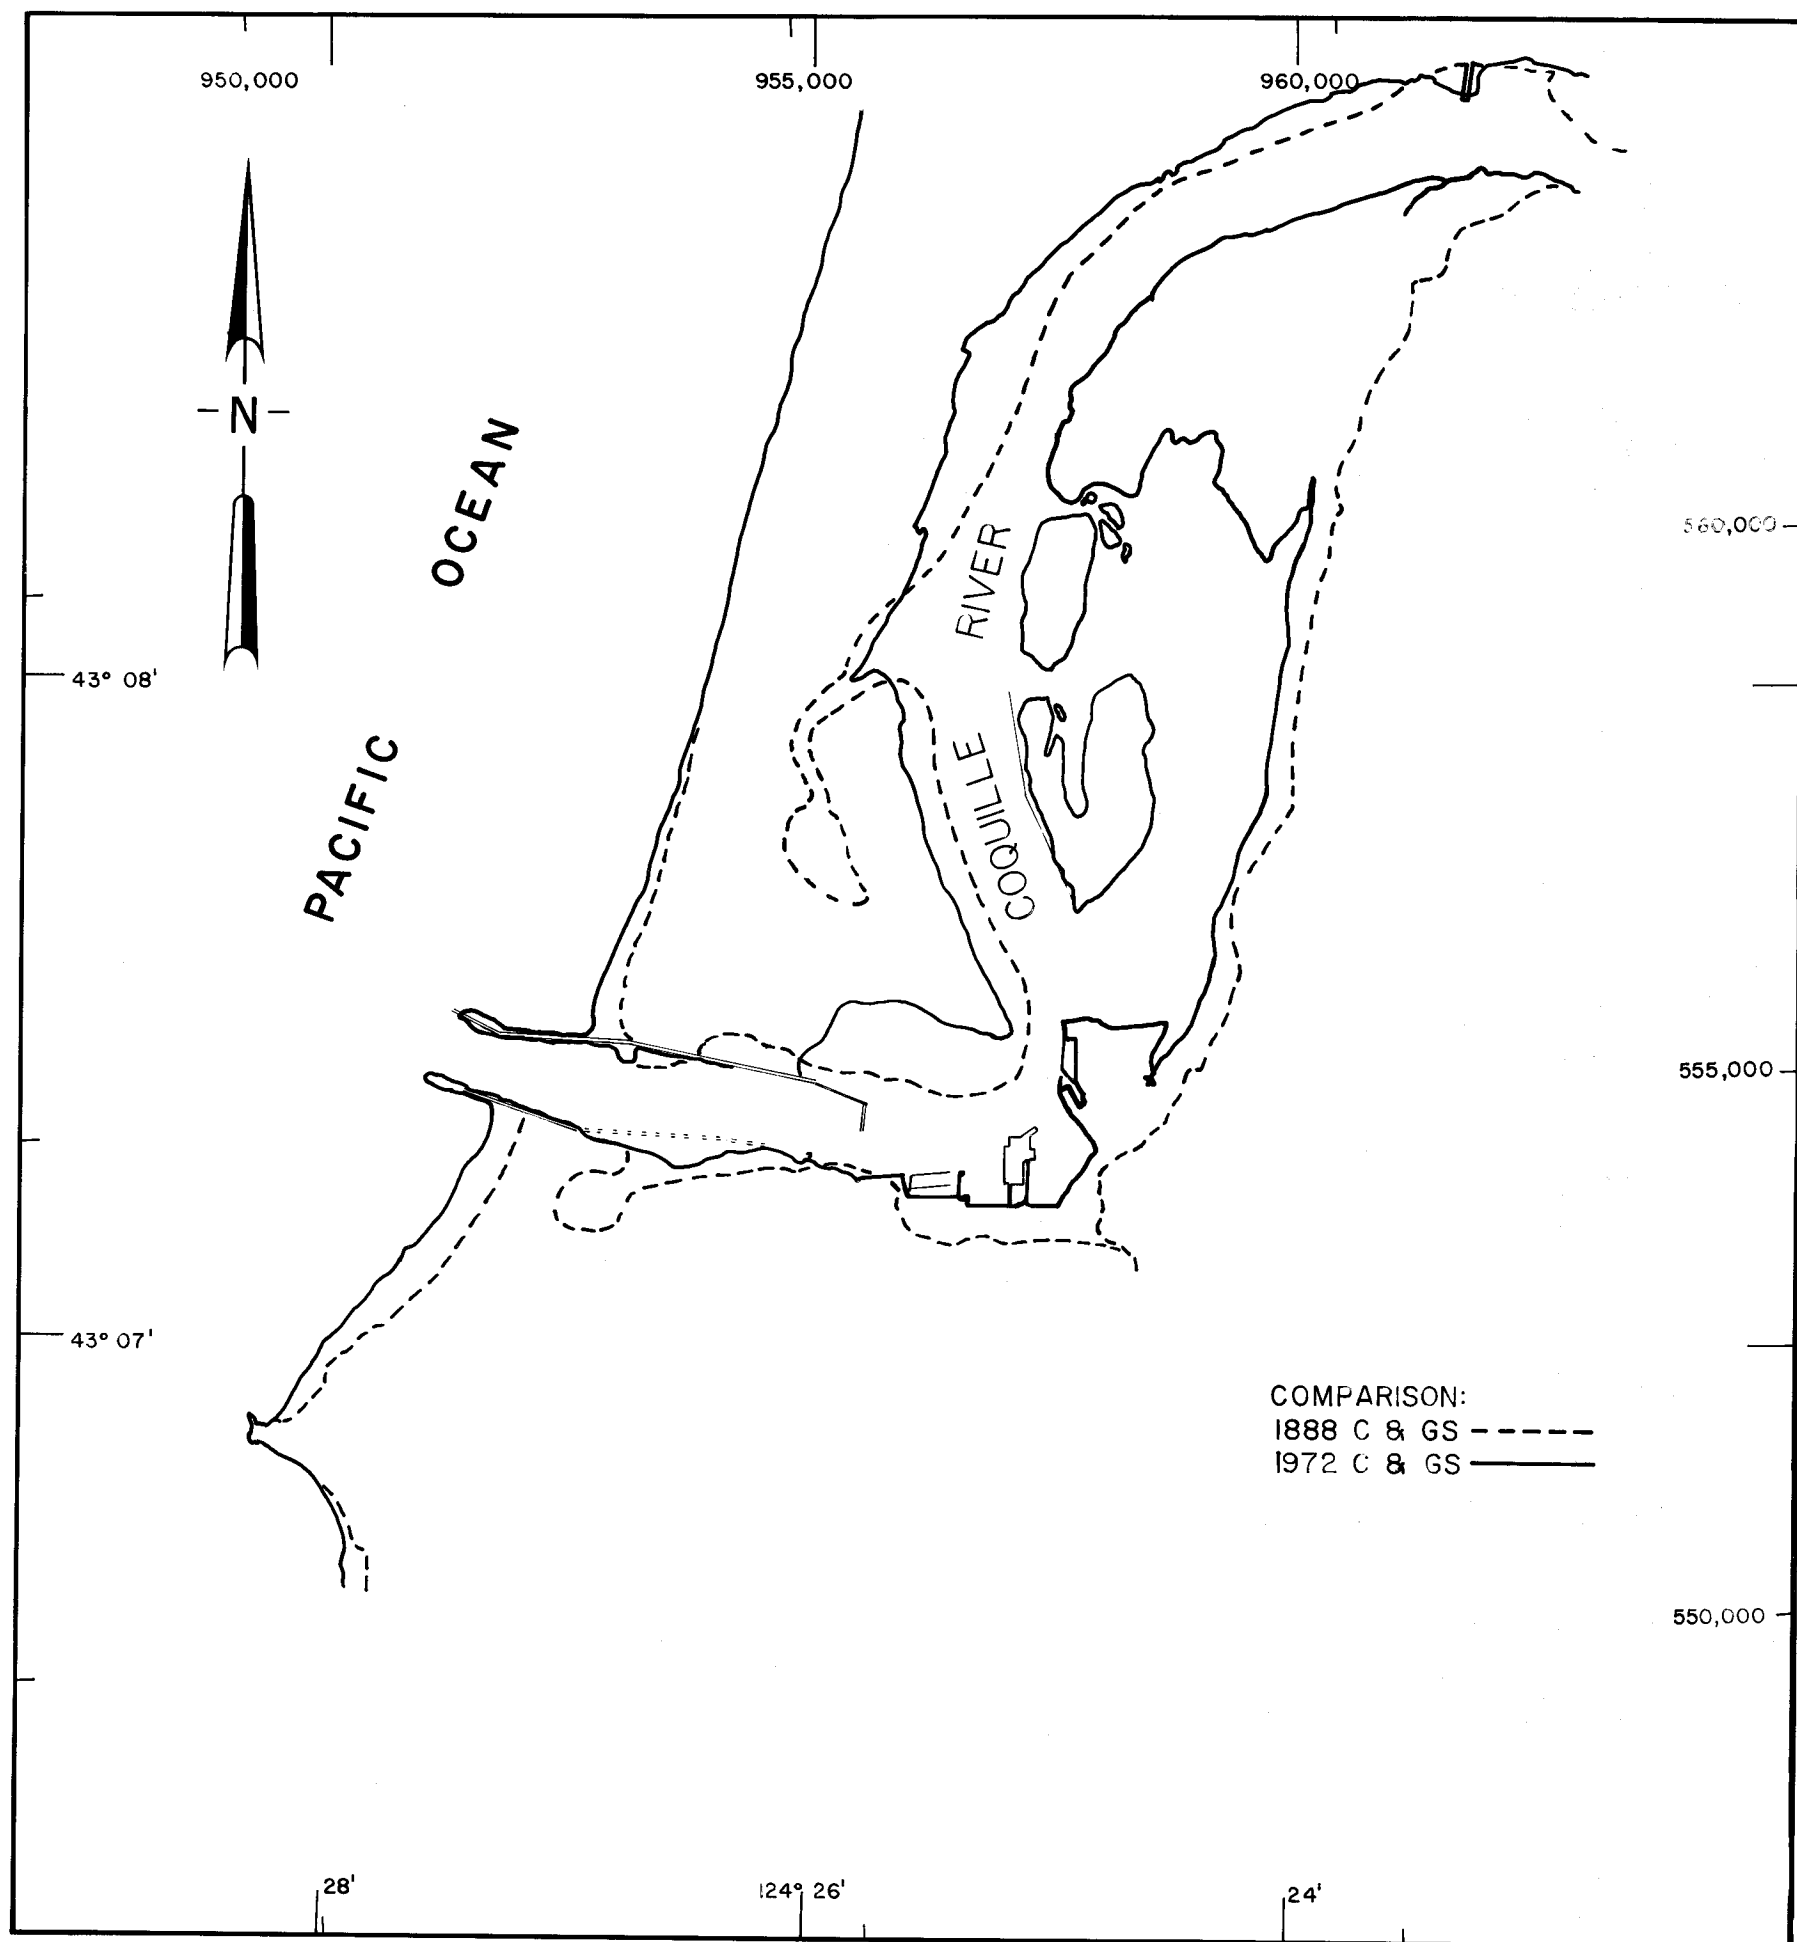 950,000
955,000
960,000
N
PACIFIC OCEAN
COQUILLE RIVER
560,000
43° 08'
555,000
43° 07'
COMPARISON:
1888 C & GS
1972 C & GS
550,000
28'
124° 26'
24'